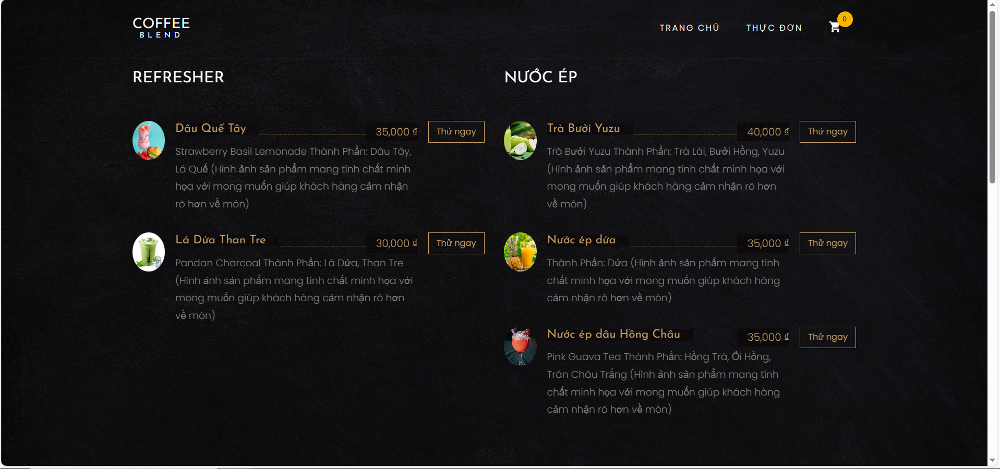 COFFEE
BLEND
TRANG CHỦ
THỰC ĐƠN
0
REFRESHER
Dâu Quế Tây
35,000 ₫
Thử ngay
Strawberry Basil Lemonade Thành Phần: Dâu Tây,
Lá Quế (Hình ảnh sản phẩm mang tính chất minh
họa với mong muốn giúp khách hàng cảm nhận
rõ hơn về món)
Lá Dứa Than Tre
30,000 ₫
Thử ngay
Pandan Charcoal Thành Phần: Lá Dứa, Than Tre
(Hình ảnh sản phẩm mang tính chất minh họa với
mong muốn giúp khách hàng cảm nhận rõ hơn
về món)
NƯỚC ÉP
Trà Bưởi Yuzu
40,000 ₫
Thử ngay
Trà Bưởi Yuzu Thành Phần: Trà Lài, Bưởi Hồng, Yuzu
(Hình ảnh sản phẩm mang tính chất minh họa với
mong muốn giúp khách hàng cảm nhận rõ hơn
về món)
Nước ép dứa
35,000 ₫
Thử ngay
Thành Phần: Dứa (Hình ảnh sản phẩm mang tính
chất minh họa với mong muốn giúp khách hàng
cảm nhận rõ hơn về món)
Nước ép dâu Hồng Châu
35,000 ₫
Thử ngay
Pink Guava Tea Thành Phần: Hồng Trà, Ổi Hồng,
Trân Châu Trắng (Hình ảnh sản phẩm mang tính
chất minh họa với mong muốn giúp khách hàng
cảm nhận rõ hơn về món)